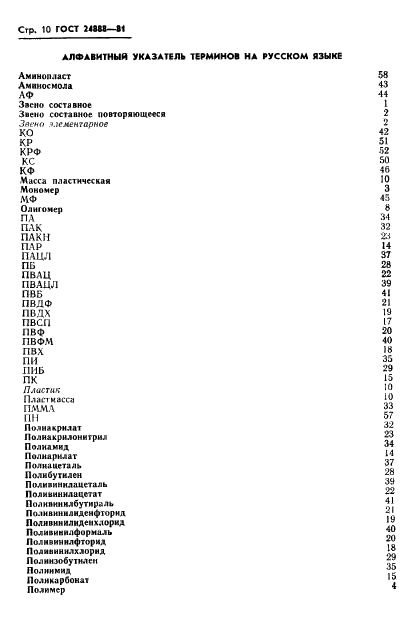 Стр. 10 ГОСТ 24888—81
АЛФАВИТНЫЙ УКАЗАТЕЛЬ ТЕРМИНОВ НА РУССКОМ ЯЗЫКЕ
Аминопласт 58
Аминосмола 43
АФ 44
Звено составное 1
Звено составное повторяющееся 2
Звено элементарное 2
КО 42
КР 51
КРФ 52
КС 50
КФ 46
Масса пластическая 10
Мономер 3
МФ 45
Олигомер 8
ПА 34
ПАК 32
ПАКН 23
ПАР 14
ПАЦЛ 37
ПБ 28
ПВАЦ 22
ПВАЦЛ 39
ПВБ 41
ПВДФ 21
ПВДХ 19
ПВСП 17
ПВФ 20
ПВФМ 40
ПВХ 18
ПИ 35
ПИБ 29
ПК 15
Пластик 10
Пластмасса 10
ПММА 33
ПН 57
Полиакрилат 32
Полиакрилонитрил 23
Полиамид 34
Полиарилат 14
Полиацеталь 37
Полибутилен 28
Поливинилацеталь 39
Поливинилацетат 22
Поливинилбутираль 41
Поливинилиденфторид 21
Поливинилиденхлорид 19
Поливинилформаль 40
Поливинилфторид 20
Поливинилхлорид 18
Полиизобутилен 29
Полиимид 35
Поликарбонат 15
Полимер 4